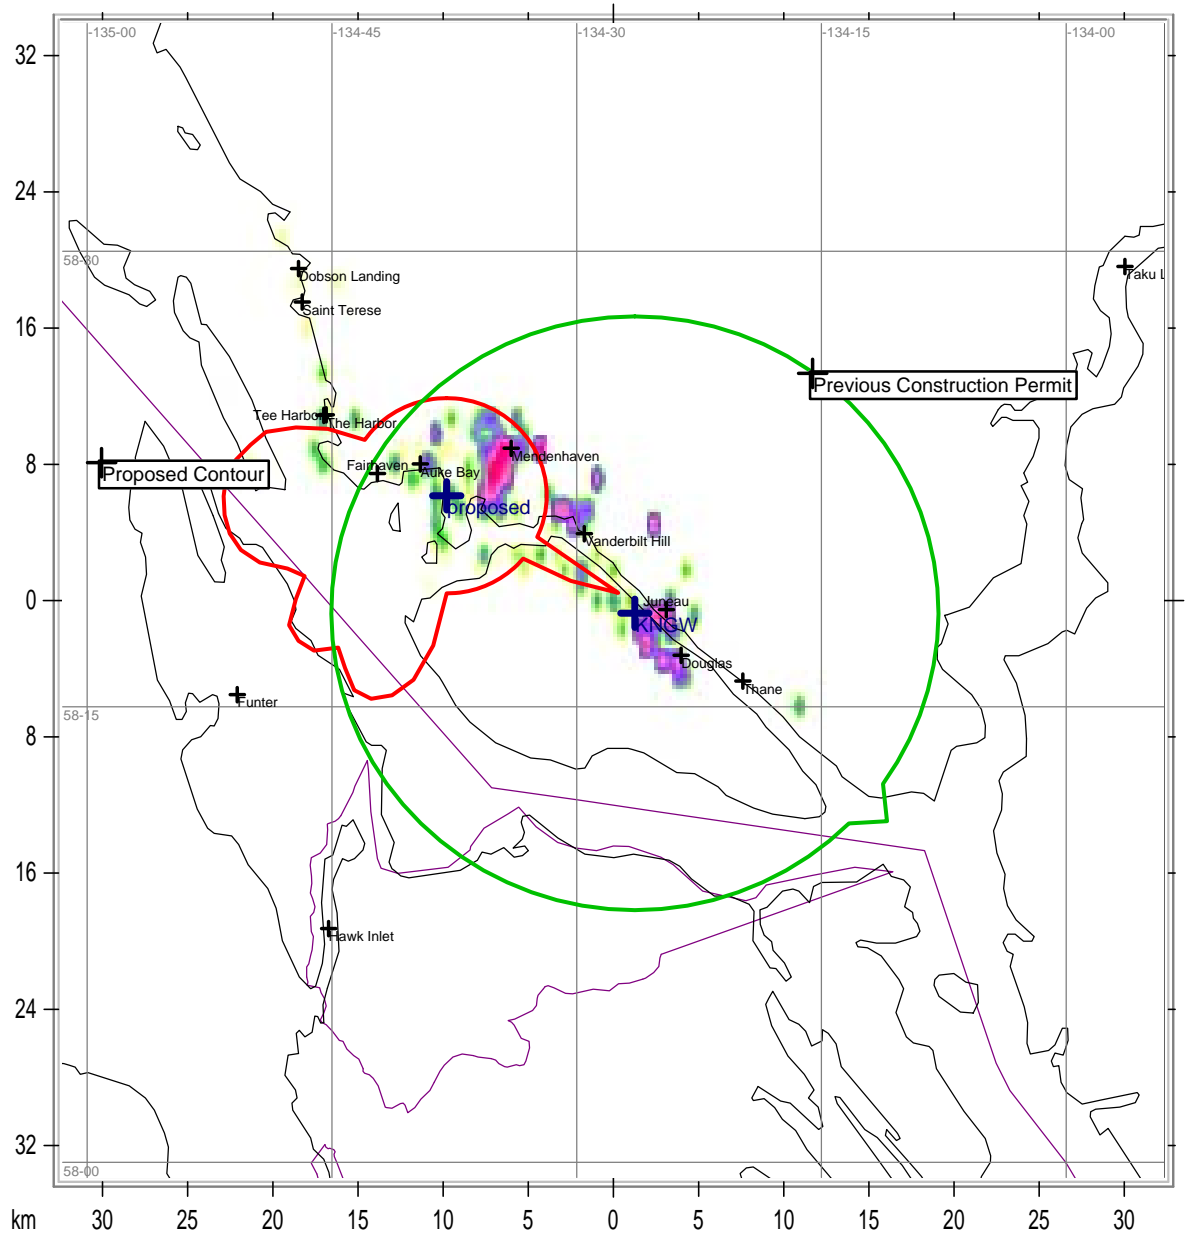 -135-00
-134-45
-134-30
-134-15
-134-00
32
24
58-30
Dobson Landing
Taku L
Saint Terese
16
Previous Construction Permit
Tee Harbor
The Harbor
Mendenhaven
8
Proposed Contour
Fairhaven
Auke Bay
proposed
Vanderbilt Hill
0
Juneau
KNGW
Douglas
Thane
Funter
58-15
8
16
Hawk Inlet
24
32
58-00
km
30
25
20
15
10
5
0
5
10
15
20
25
30